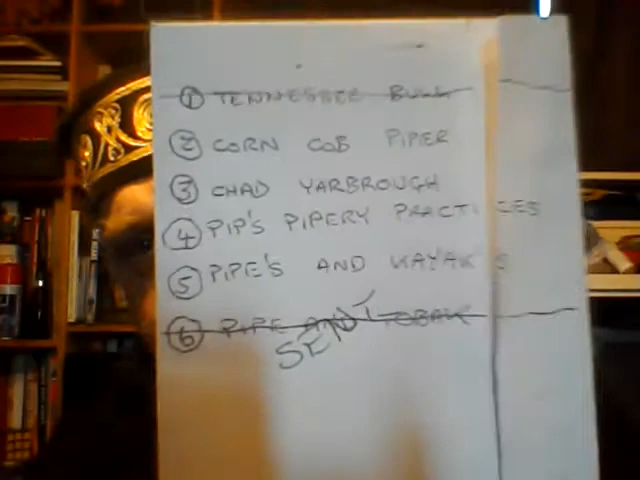 ① TENNESSEE BULL
② CORN COB PIPER
③ CHAD YARBROUGH
④ PIP'S PIPERY PRACTICES
⑤ PIPE'S AND KAYAKS
⑥ PIPE AND TOBAK
SENT